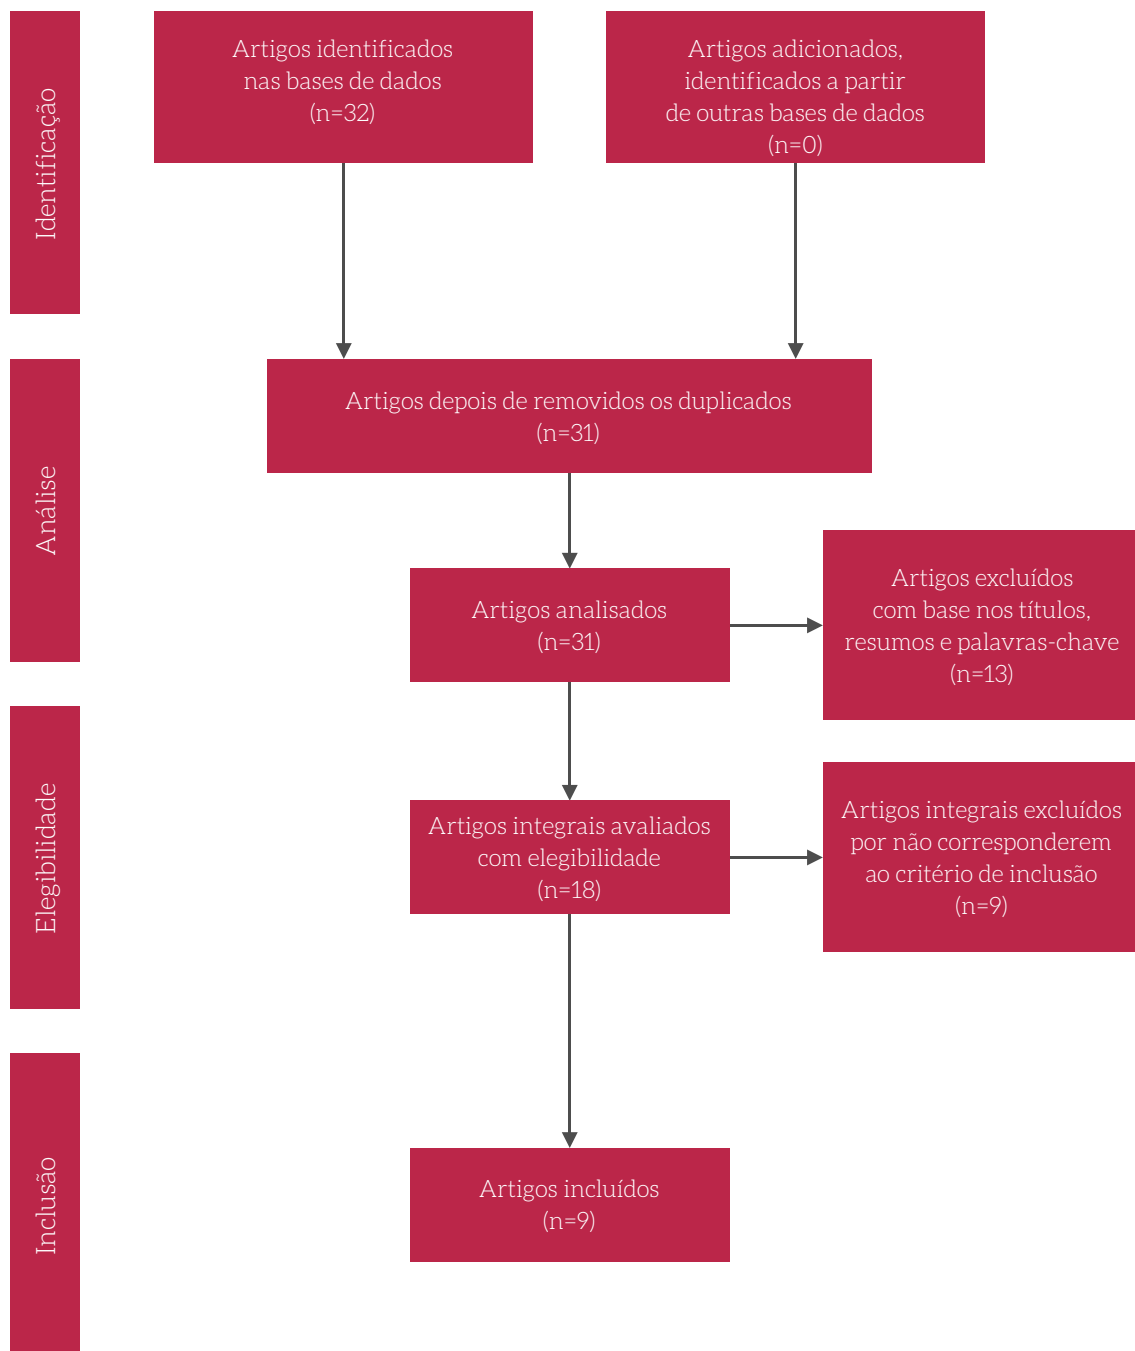 Identificação
Artigos identificados
nas bases de dados
(n=32)
Artigos adicionados,
identificados a partir
de outras bases de dados
(n=0)
Análise
Artigos depois de removidos os duplicados
(n=31)
Artigos analisados
(n=31)
Artigos excluídos
com base nos títulos,
resumos e palavras-chave
(n=13)
Elegibilidade
Artigos integrais avaliados
com elegibilidade
(n=18)
Artigos integrais excluídos
por não corresponderem
ao critério de inclusão
(n=9)
Inclusão
Artigos incluídos
(n=9)